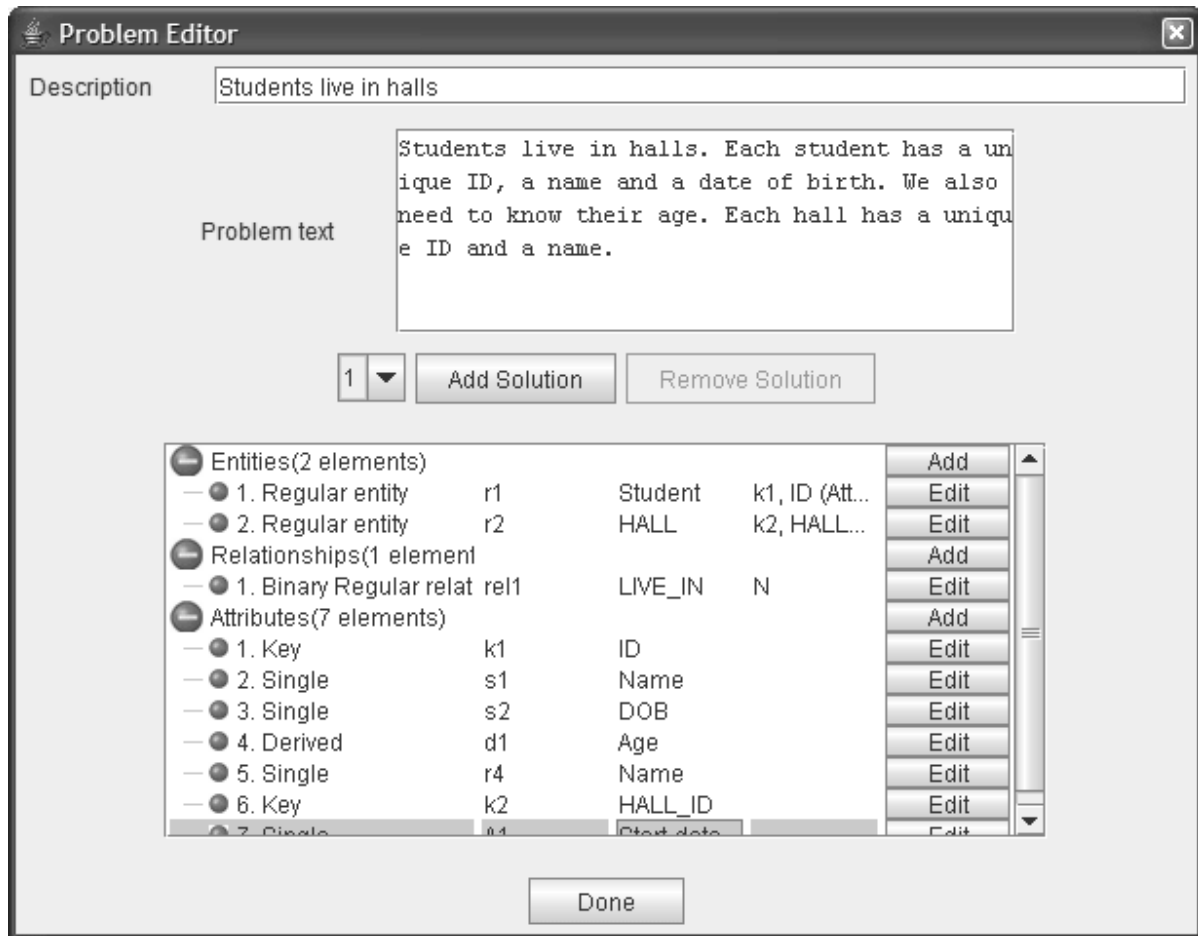 Problem Editor
Description Students live in halls
Students live in halls. Each student has a un
ique ID, a name and a date of birth. We also
need to know their age. Each hall has a uniqu
e ID and a name.
Problem text
1 Add Solution Remove Solution
Entities(2 elements) Add
1. Regular entity r1 Student k1, ID (Att... Edit
2. Regular entity r2 HALL k2, HALL... Edit
Relationships(1 element Add
1. Binary Regular relat rel1 LIVE_IN N Edit
Attributes(7 elements) Add
1. Key k1 ID Edit
2. Single s1 Name Edit
3. Single s2 DOB Edit
4. Derived d1 Age Edit
5. Single r4 Name Edit
6. Key k2 HALL_ID Edit
7. Single Start date Edit
Done